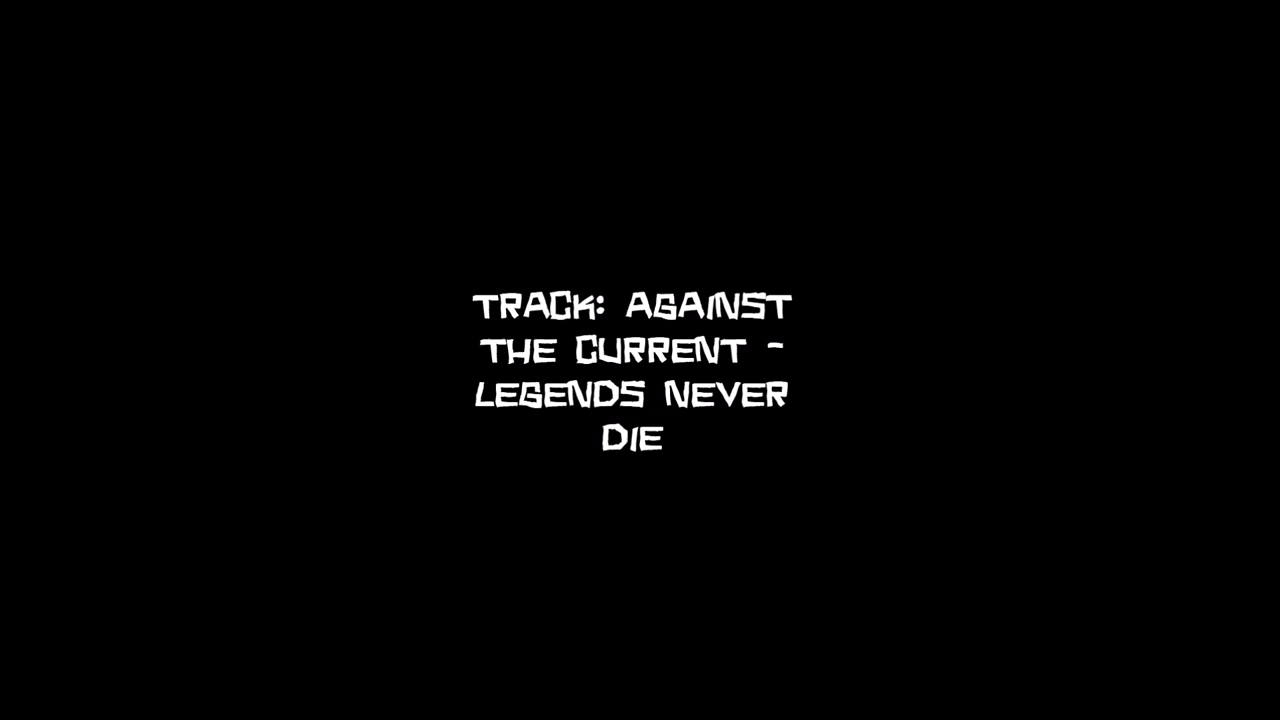 TRACK: AGAINST
THE CURRENT -
LEGENDS NEVER
DIE